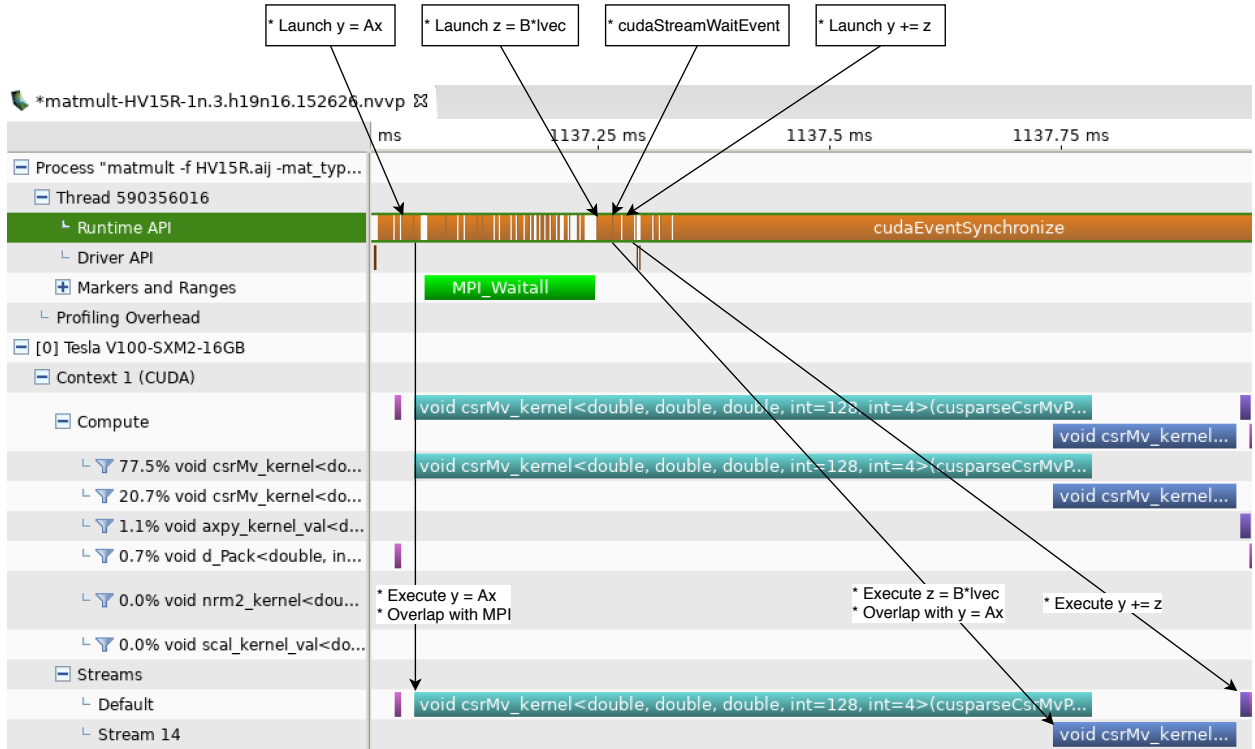 * Launch y = Ax
* Launch z = B*lvec
* cudaStreamWaitEvent
* Launch y += z
*matmult-HV15R-1n.3.h19n16.152626.nvvp
ms 1137.25 ms 1137.5 ms 1137.75 ms
Process "matmult -f HV15R.aij -mat_typ...
Thread 590356016
Runtime API cudaEventSynchronize
Driver API
Markers and Ranges MPI_Waitall
Profiling Overhead
[0] Tesla V100-SXM2-16GB
Context 1 (CUDA)
void csrMv_kernel<double, double, double, int=128, int=4>(cusparseCsrMvP...
Compute
void csrMv_kernel...
77.5% void csrMv_kernel<do... void csrMv_kernel<double, double, double, int=128, int=4>(cusparseCsrMvP...
20.7% void csrMv_kernel<do... void csrMv_kernel...
1.1% void axpy_kernel_val<d...
0.7% void d_Pack<double, in...
0.0% void nrm2_kernel<dou...
* Execute y = Ax
* Overlap with MPI
* Execute z = B*lvec
* Overlap with y = Ax
* Execute y += z
0.0% void scal_kernel_val<do...
Streams
Default void csrMv_kernel<double, double, double, int=128, int=4>(cusparseCsrMvP...
Stream 14 void csrMv_kernel...